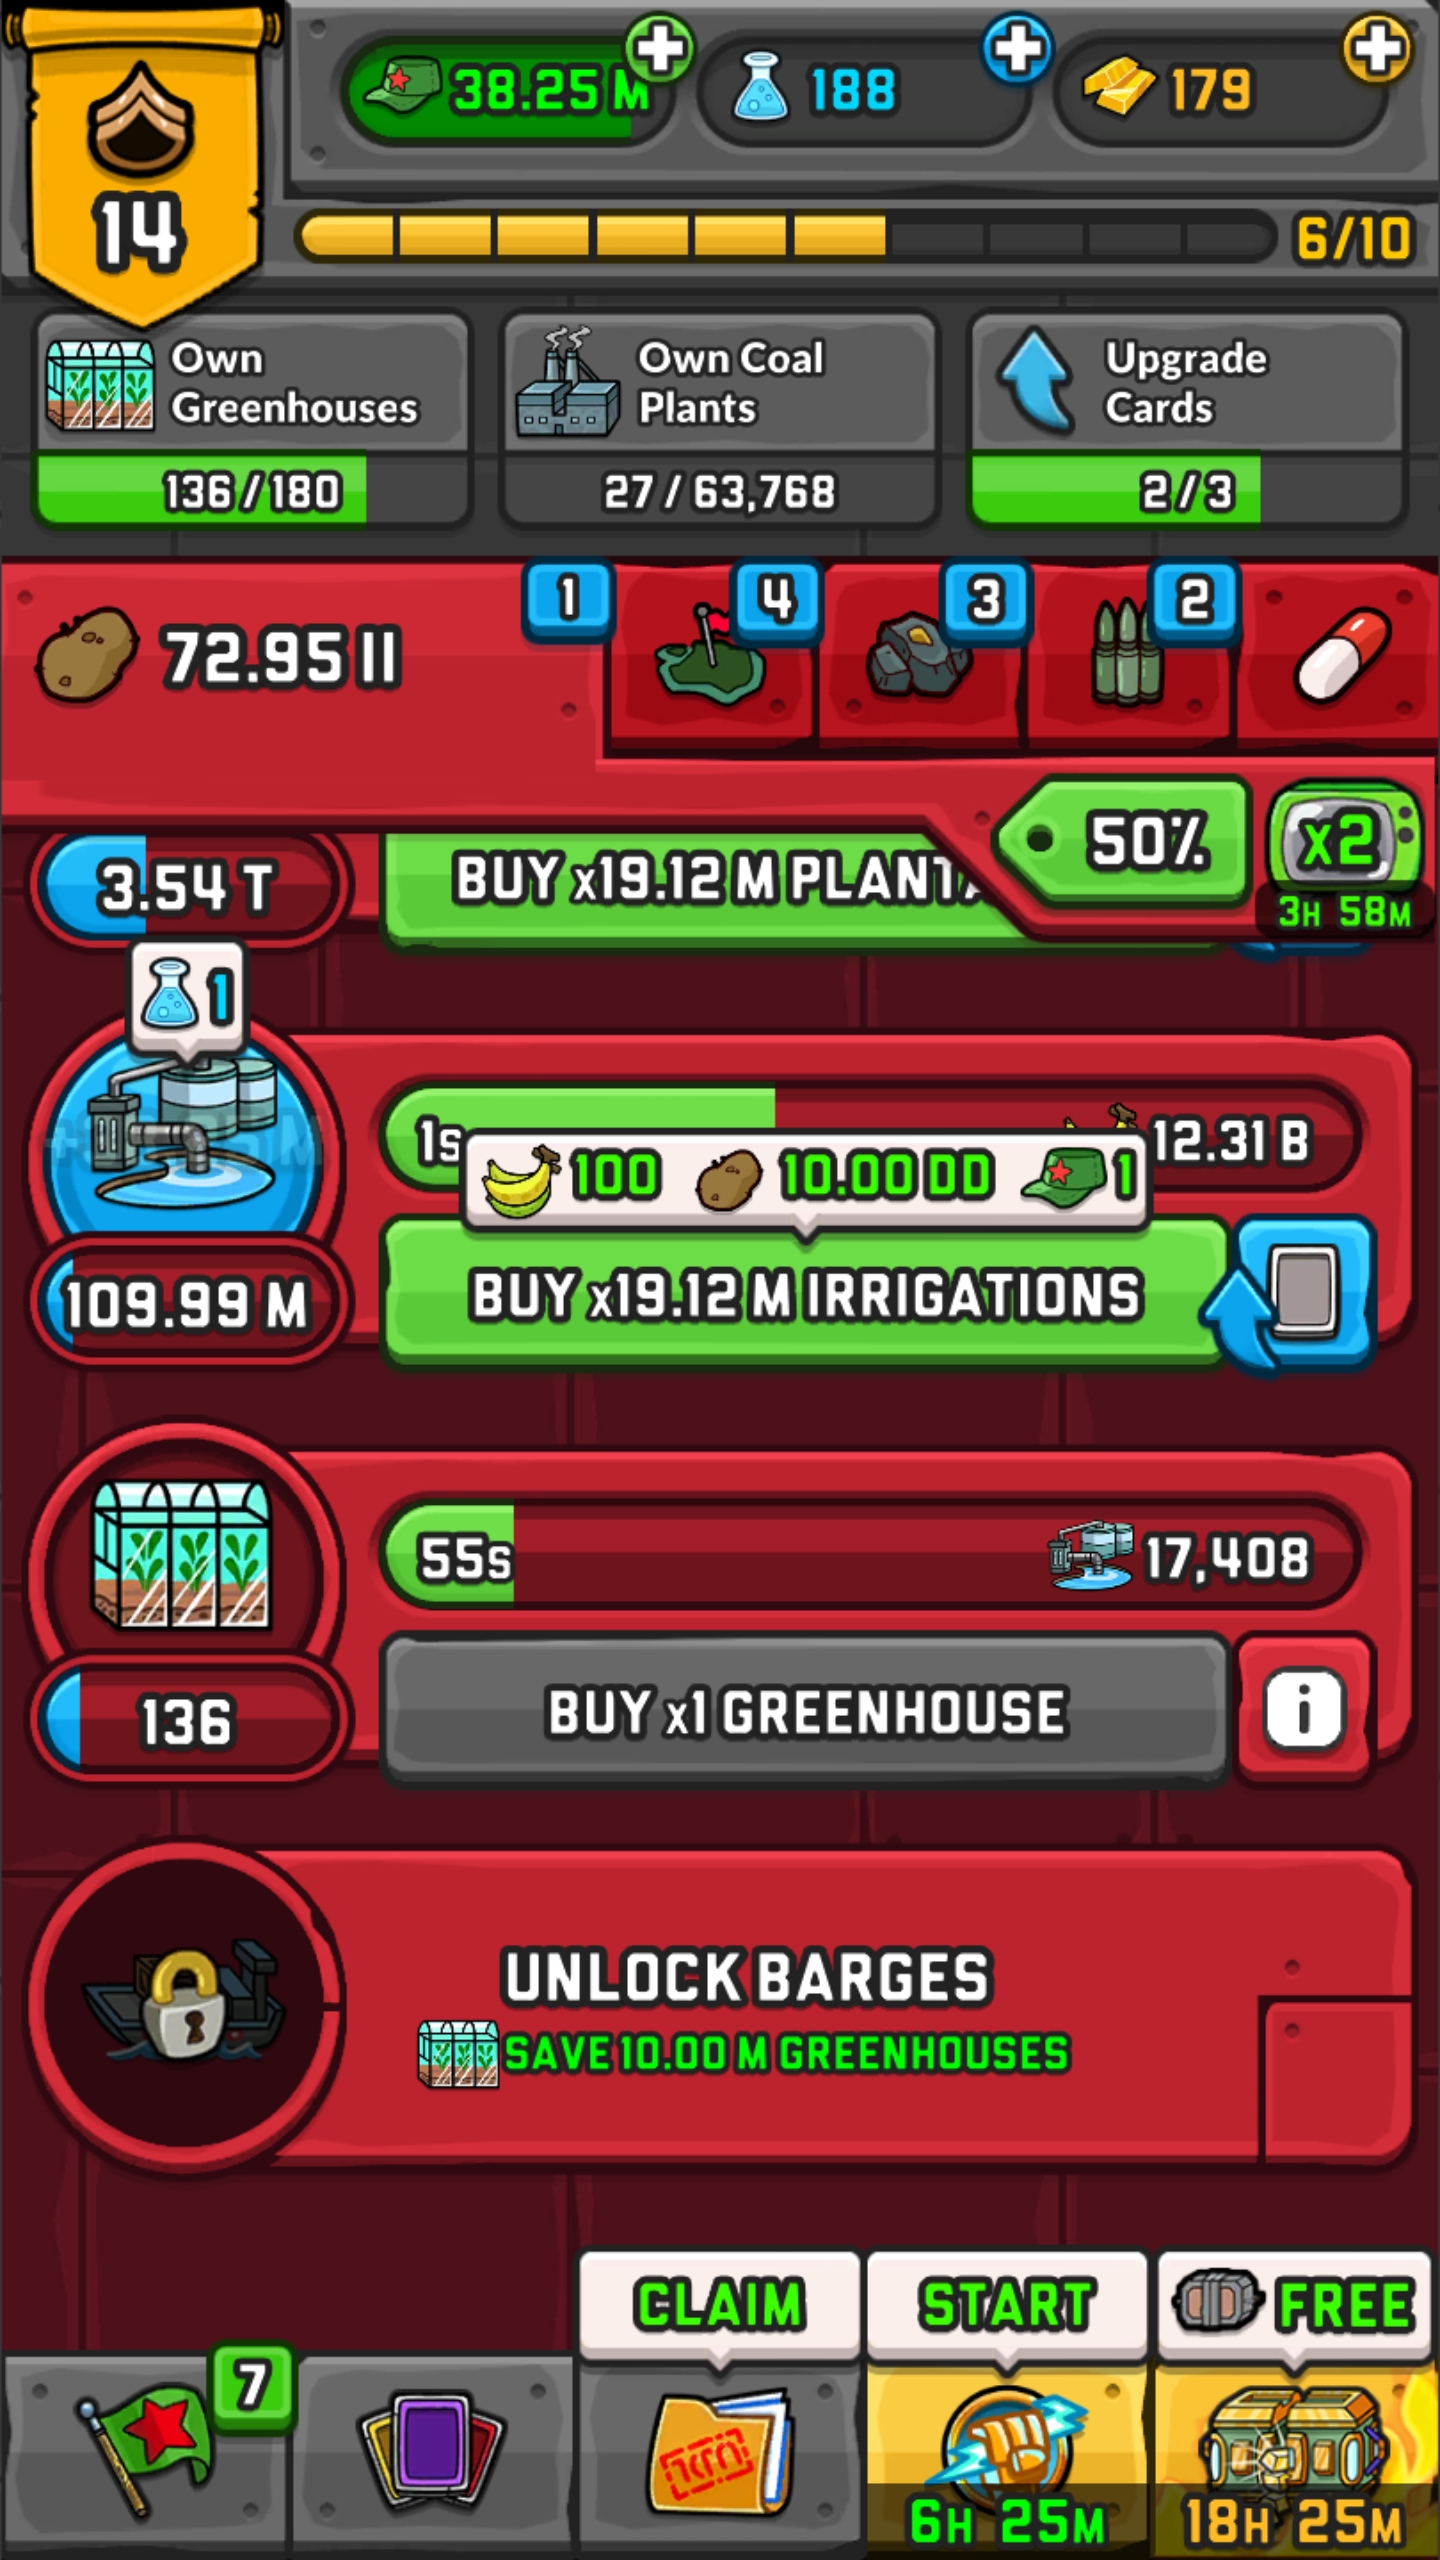 38.25 M
188
179
14
6/10
Own
Greenhouses
136 / 180
Own Coal
Plants
27 / 63,768
Upgrade
Cards
2 / 3
72.95 II
1
4
3
2
50%
x2
3H 58M
3.54 T
BUY x19.12 M PLANTA
1
1s
12.31 B
100
10.00 DD
1
109.99 M
BUY x19.12 M IRRIGATIONS
55s
17,408
136
BUY x1 GREENHOUSE
i
UNLOCK BARGES
SAVE 10.00 M GREENHOUSES
CLAIM
START
FREE
7
6H 25M
18H 25M